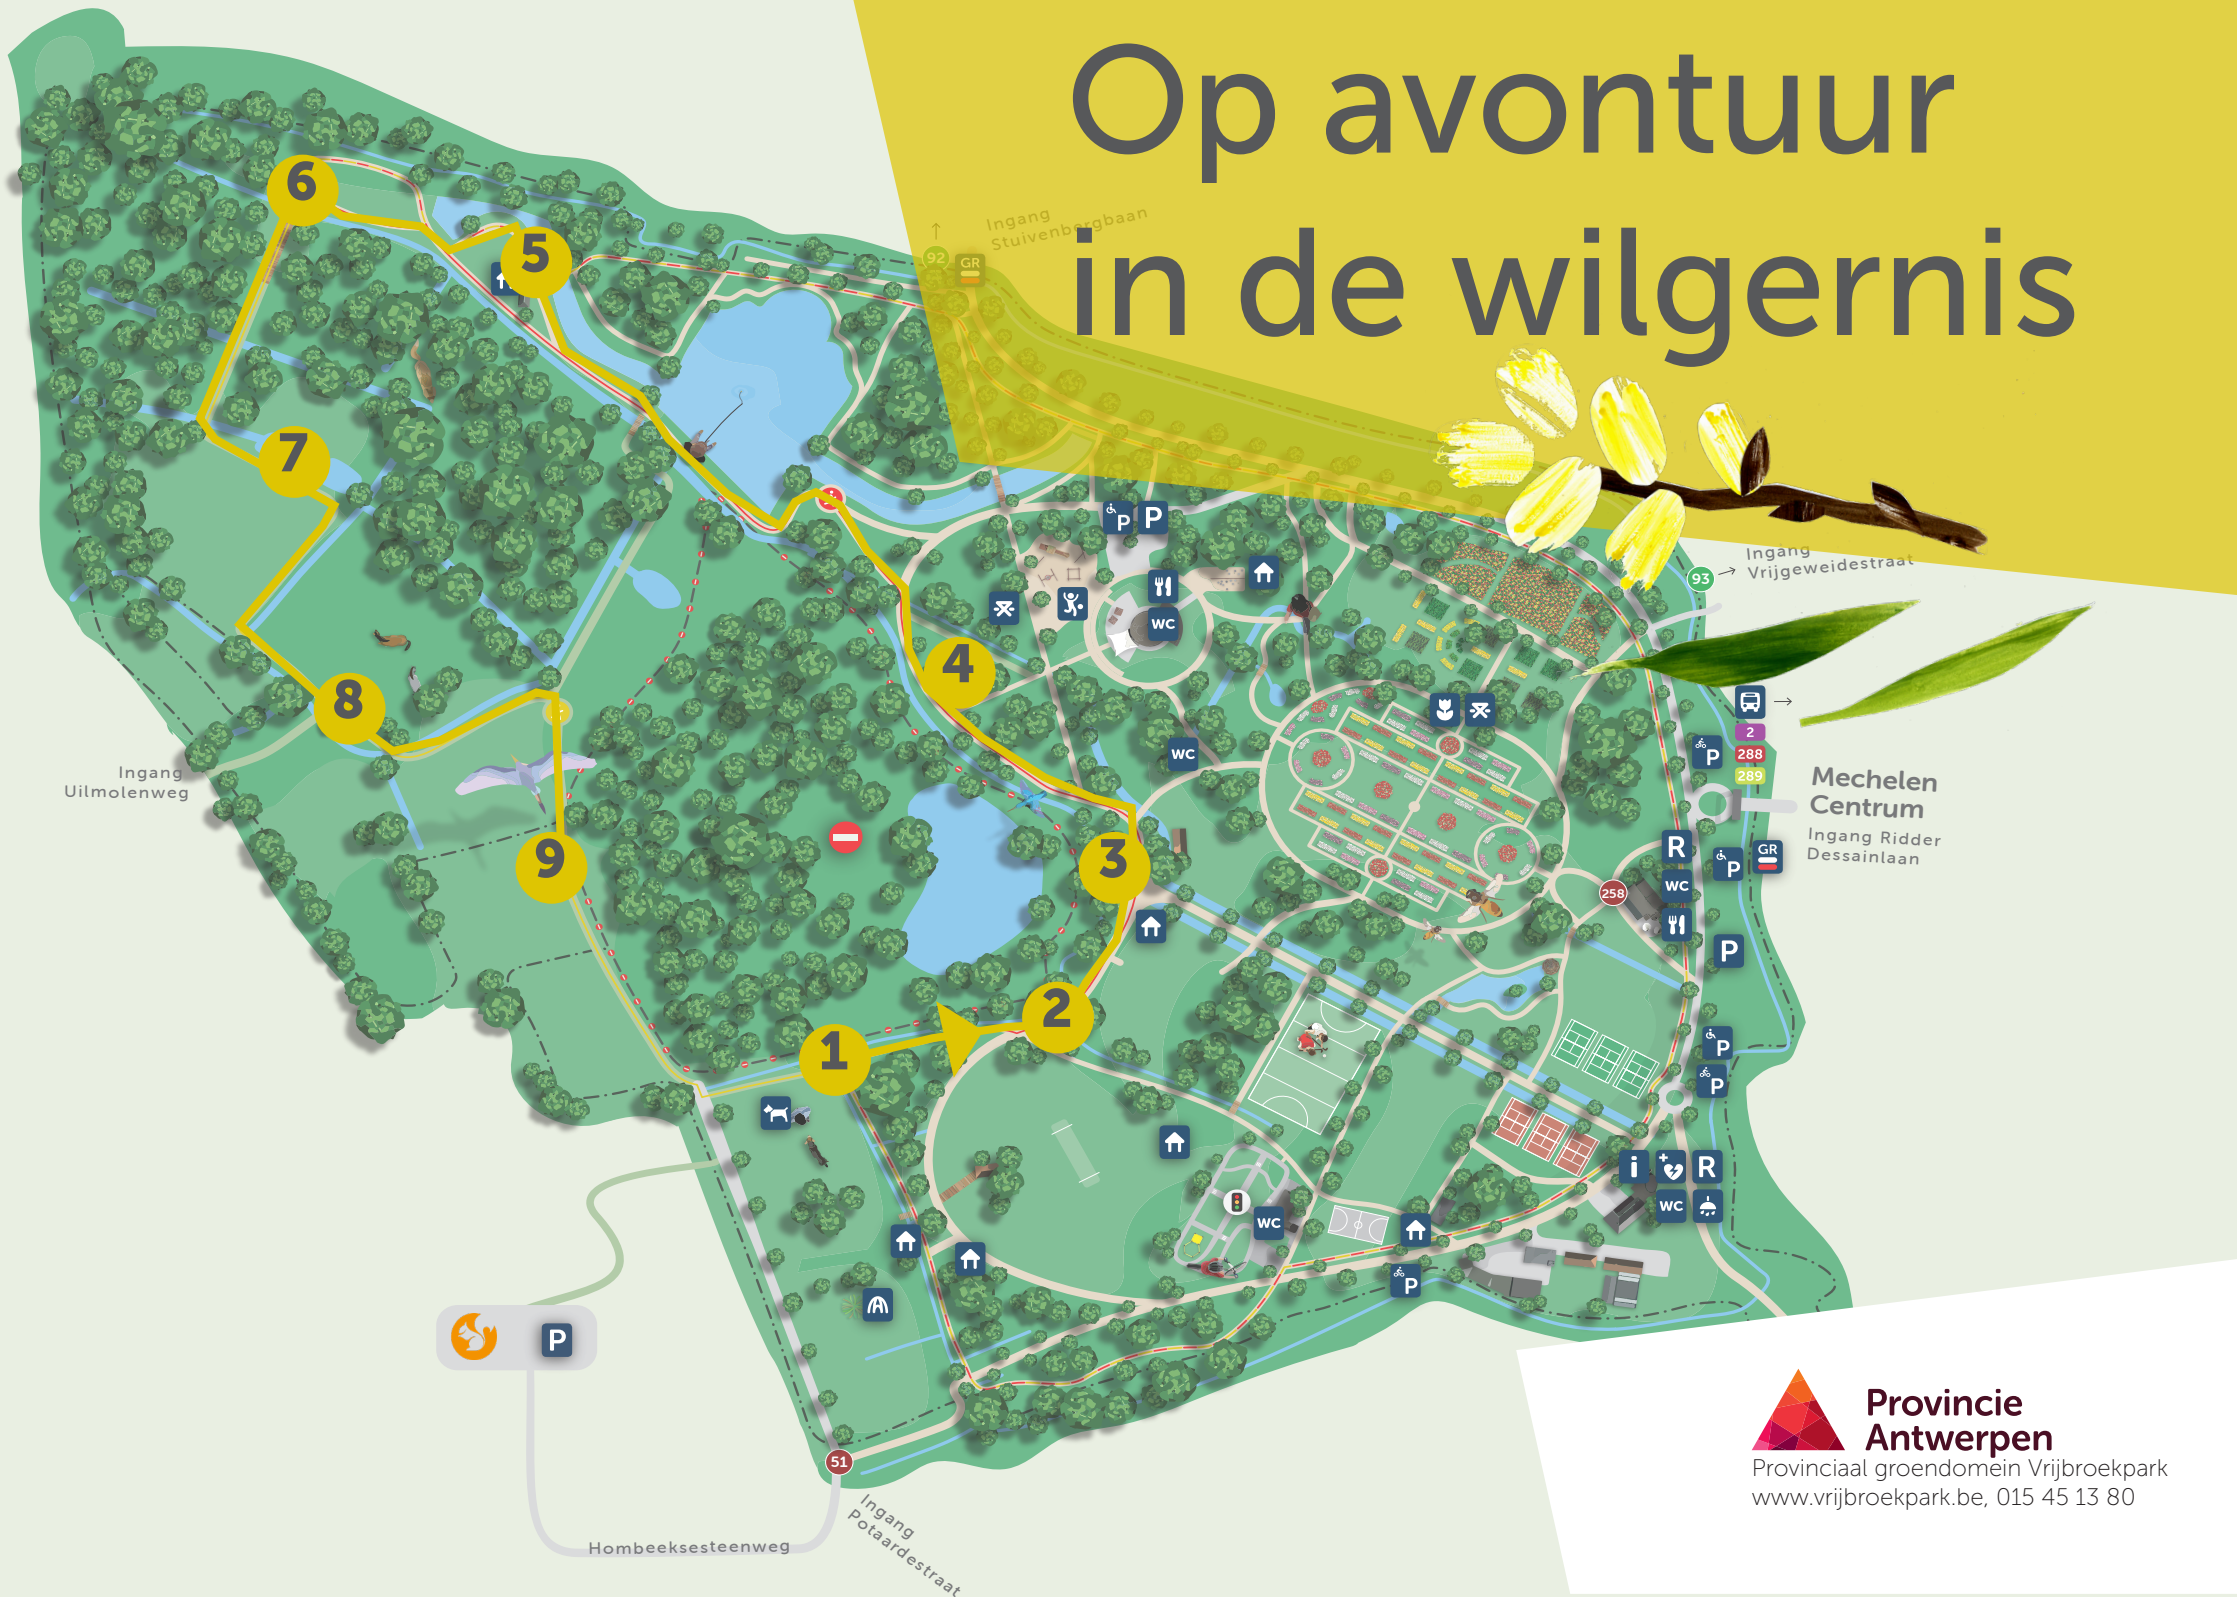 Op avontuur
in de wilgernis
Ingang
Stuivenbergbaan
92
GR
6
5
7
8
9
4
3
2
1
P
P
WC
WC
Ingang
Vrijgeweidestraat
93
2
288
289
P
Mechelen
Centrum
Ingang Ridder
Dessainlaan
R
P
GR
WC
258
P
P
P
i
R
WC
WC
P
Ingang
Uilmolenweg
P
51
Ingang
Potaardestraat
Hombeeksesteenweg
Provincie
Antwerpen
Provinciaal groendomein Vrijbroekpark
www.vrijbroekpark.be, 015 45 13 80